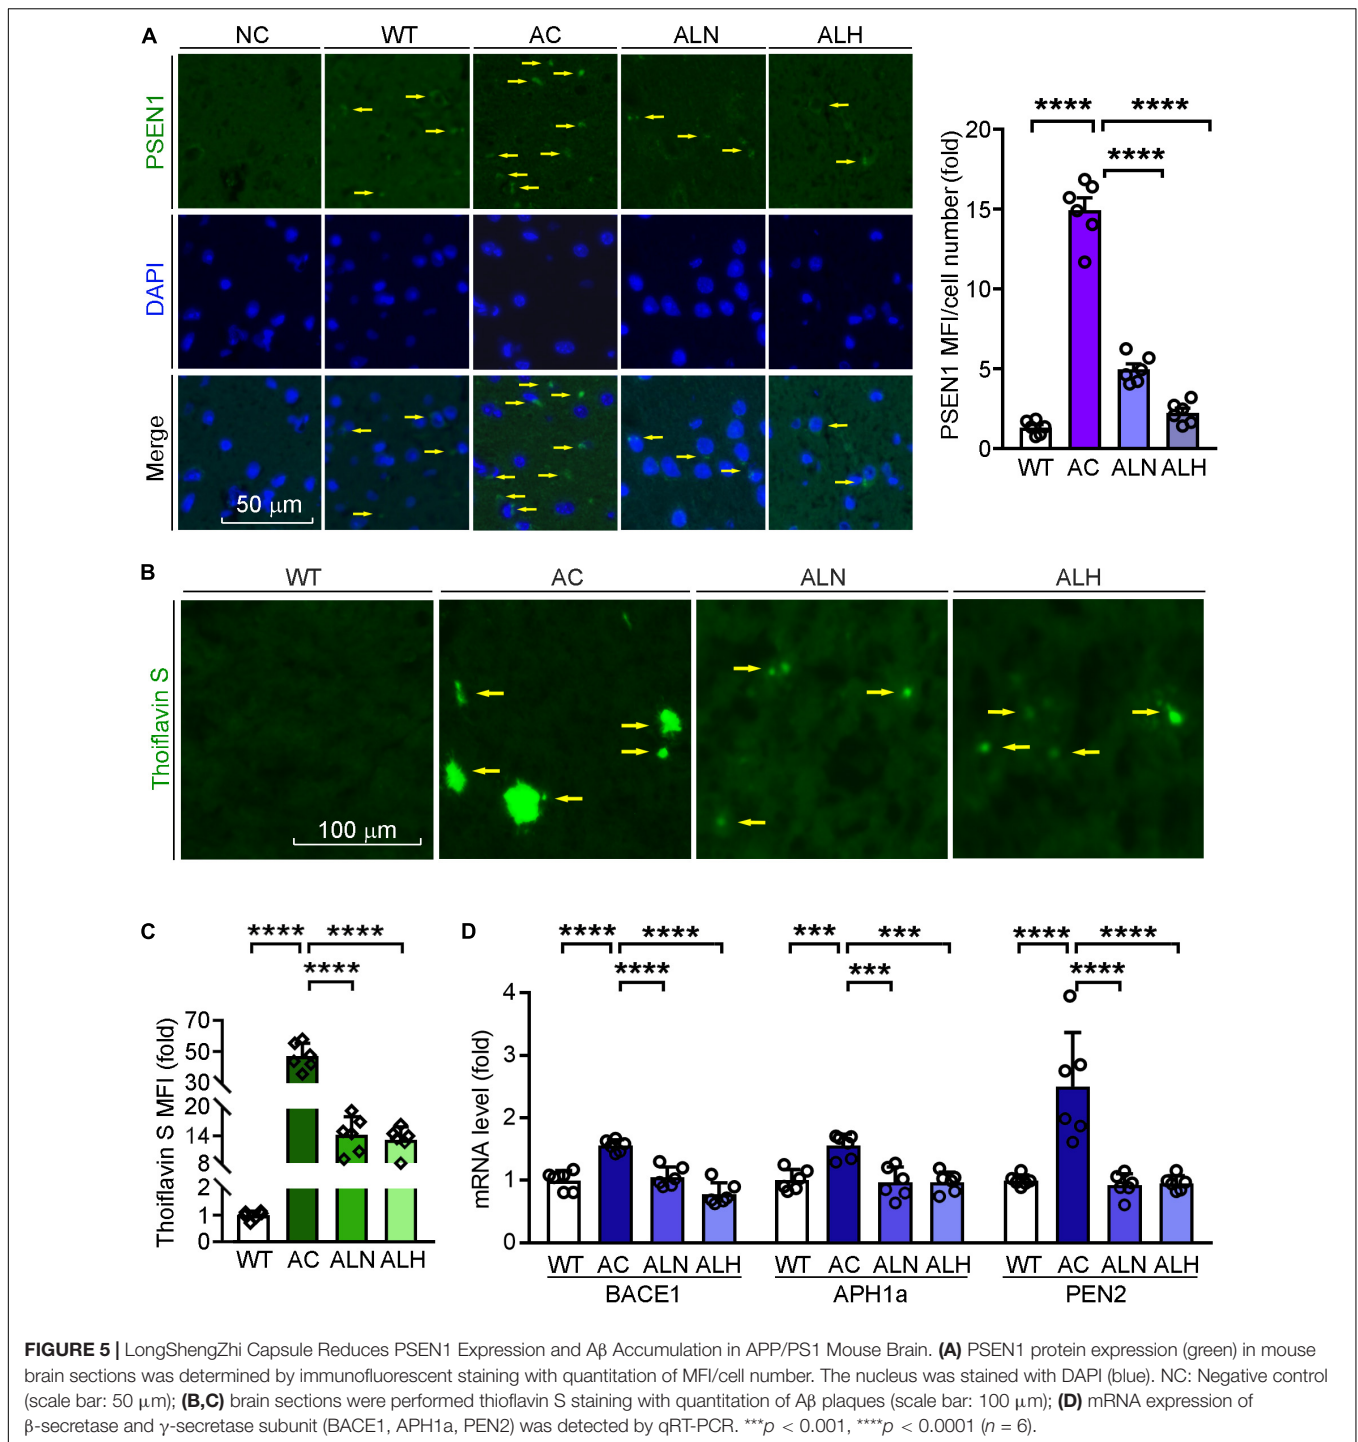 A
NC WT AC ALN ALH
PSEN1
DAPI
Merge
50 μm
**** ****
****
PSEN1 MFI/cell number (fold)
20
15
10
5
0
WT AC ALN ALH
B
WT AC ALN ALH
Thoiflavin S
100 μm
C
**** ****
****
Thoiflavin S MFI (fold)
70
50
30
20
14
8
2
1
0
WT AC ALN ALH
D
**** **** *** *** **** ****
**** *** ****
mRNA level (fold)
4
3
2
1
0
WT AC ALN ALH WT AC ALN ALH WT AC ALN ALH
BACE1 APH1a PEN2
FIGURE 5 | LongShengZhi Capsule Reduces PSEN1 Expression and Aβ Accumulation in APP/PS1 Mouse Brain. (A) PSEN1 protein expression (green) in mouse
brain sections was determined by immunofluorescent staining with quantitation of MFI/cell number. The nucleus was stained with DAPI (blue). NC: Negative control
(scale bar: 50 μm); (B,C) brain sections were performed thioflavin S staining with quantitation of Aβ plaques (scale bar: 100 μm); (D) mRNA expression of
β-secretase and γ-secretase subunit (BACE1, APH1a, PEN2) was detected by qRT-PCR. ***p < 0.001, ****p < 0.0001 (n = 6).